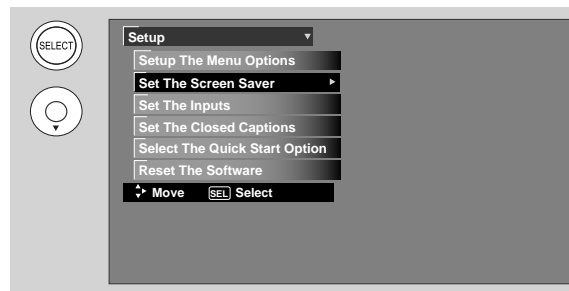 SELECT
Setup
Setup The Menu Options
Set The Screen Saver
Set The Inputs
Set The Closed Captions
Select The Quick Start Option
Reset The Software
Move SEL Select